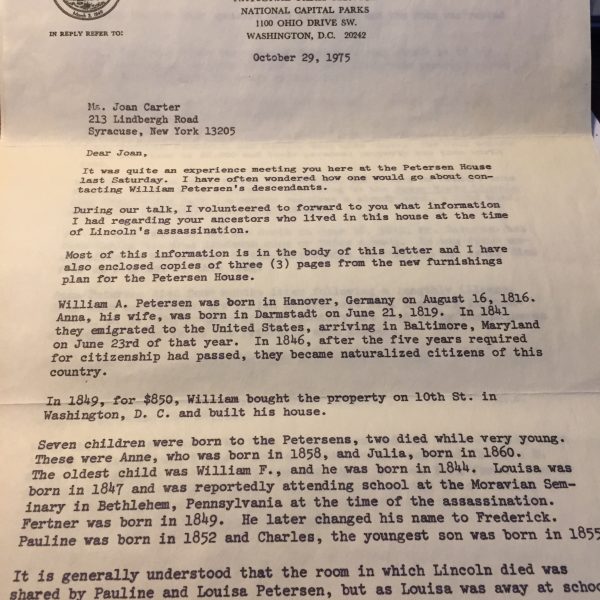 NATIONAL CAPITAL PARKS
1100 OHIO DRIVE SW.
WASHINGTON, D.C. 20242
IN REPLY REFER TO:
October 29, 1975
Ms. Joan Carter
213 Lindbergh Road
Syracuse, New York 13205
Dear Joan,
It was quite an experience meeting you here at the Petersen House
last Saturday. I have often wondered how one would go about con-
tacting William Petersen's descendants.
During our talk, I volunteered to forward to you what information
I had regarding your ancestors who lived in this house at the time
of Lincoln's assassination.
Most of this information is in the body of this letter and I have
also enclosed copies of three (3) pages from the new furnishings
plan for the Petersen House.
William A. Petersen was born in Hanover, Germany on August 16, 1816.
Anna, his wife, was born in Darmstadt on June 21, 1819. In 1841
they emigrated to the United States, arriving in Baltimore, Maryland
on June 23rd of that year. In 1846, after the five years required
for citizenship had passed, they became naturalized citizens of this
country.
In 1849, for $850, William bought the property on 10th St. in
Washington, D. C. and built his house.
Seven children were born to the Petersens, two died while very young.
These were Anne, who was born in 1858, and Julia, born in 1860.
The oldest child was William F., and he was born in 1844. Louisa was
born in 1847 and was reportedly attending school at the Moravian Sem-
inary in Bethlehem, Pennsylvania at the time of the assassination.
Fertner was born in 1849. He later changed his name to Frederick.
Pauline was born in 1852 and Charles, the youngest son was born in 1855
It is generally understood that the room in which Lincoln died was
shared by Pauline and Louisa Petersen, but as Louisa was away at schoo